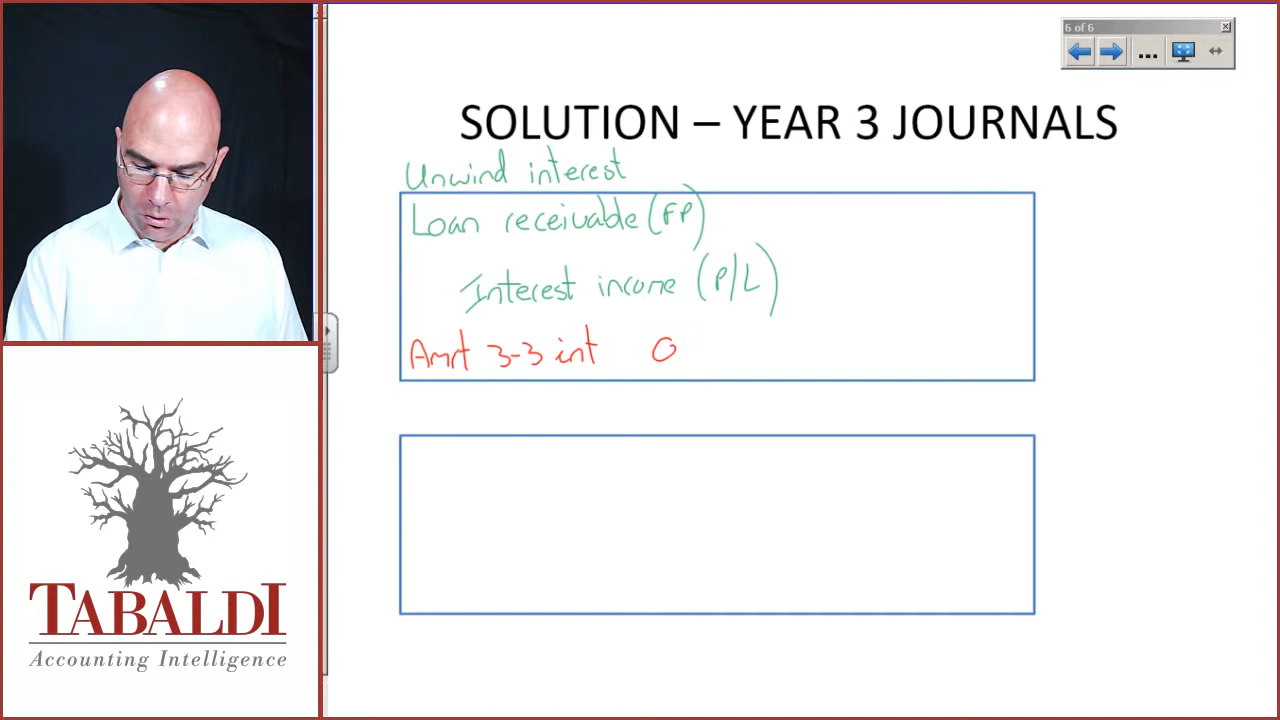 6 of 6
SOLUTION – YEAR 3 JOURNALS
Unwind interest
Loan receivable (FP)
Interest income (P/L)
Amrt 3-3 int O
TABALDI
Accounting Intelligence